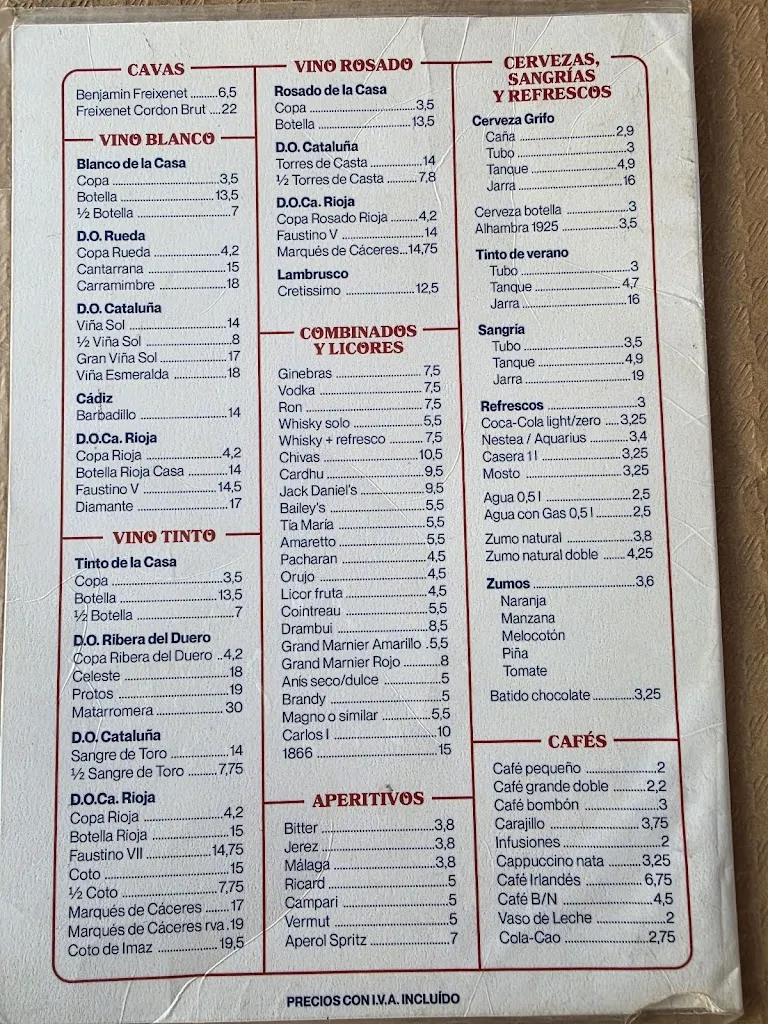 CAVAS
Benjamin Freixenet .........6,5
Freixenet Cordon Brut ....22
VINO BLANCO
Blanco de la Casa
Copa ..............................3,5
Botella ...........................13,5
½ Botella ........................7
D.O. Rueda
Copa Rueda ...................4,2
Cantarrana .....................15
Carramimbre ..................18
D.O. Cataluña
Viña Sol ..........................14
½ Viña Sol ......................8
Gran Viña Sol .................17
Viña Esmeralda ..............18
Cádiz
Barbadillo .......................14
D.O.Ca. Rioja
Copa Rioja .....................4,2
Botella Rioja Casa ..........14
Faustino V ......................14,5
Diamante ........................17
VINO TINTO
Tinto de la Casa
Copa ..............................3,5
Botella ...........................13,5
½ Botella ........................7
D.O. Ribera del Duero
Copa Ribera del Duero ..4,2
Celeste ...........................18
Protos .............................19
Matarromera ...................30
D.O. Cataluña
Sangre de Toro ...............14
½ Sangre de Toro ...........7,75
D.O.Ca. Rioja
Copa Rioja .....................4,2
Botella Rioja ...................15
Faustino VII ....................14,75
Coto ................................15
½ Coto ............................7,75
Marqués de Cáceres ......17
Marqués de Cáceres rva.19
Coto de Imaz ..................19,5
VINO ROSADO
Rosado de la Casa
Copa ..............................3,5
Botella ...........................13,5
D.O. Cataluña
Torres de Casta ..............14
½ Torres de Casta ..........7,8
D.O.Ca. Rioja
Copa Rosado Rioja ........4,2
Faustino V ......................14
Marqués de Cáceres...14,75
Lambrusco
Cretissimo ......................12,5
COMBINADOS
Y LICORES
Ginebras ........................7,5
Vodka .............................7,5
Ron .................................7,5
Whisky solo ....................5,5
Whisky + refresco ..........7,5
Chivas ............................10,5
Cardhu ...........................9,5
Jack Daniel's ..................9,5
Bailey's ...........................5,5
Tía María ........................5,5
Amaretto ........................5,5
Pacharan ........................4,5
Orujo ..............................4,5
Licor fruta .......................4,5
Cointreau .......................5,5
Drambui .........................8,5
Grand Marnier Amarillo .5,5
Grand Marnier Rojo .........8
Anís seco/dulce ..............5
Brandy ............................5
Magno o similar .............5,5
Carlos I ...........................10
1866 ...............................15
APERITIVOS
Bitter ..............................3,8
Jerez ..............................3,8
Málaga ...........................3,8
Ricard .............................5
Campari ..........................5
Vermut ............................5
Aperol Spritz ...................7
CERVEZAS,
SANGRÍAS
Y REFRESCOS
Cerveza Grifo
Caña ..............................2,9
Tubo ...............................3
Tanque ...........................4,9
Jarra ...............................16
Cerveza botella ..............3
Alhambra 1925 ...............3,5
Tinto de verano
Tubo ...............................3
Tanque ...........................4,7
Jarra ...............................16
Sangría
Tubo ...............................3,5
Tanque ...........................4,9
Jarra ...............................19
Refrescos .......................3
Coca-Cola light/zero ....3,25
Nestea / Aquarius ..........3,4
Casera 1 l .......................3,25
Mosto .............................3,25
Agua 0,5 l .......................2,5
Agua con Gas 0,5 l .........2,5
Zumo natural ..................3,8
Zumo natural doble .......4,25
Zumos ............................3,6
Naranja
Manzana
Melocotón
Piña
Tomate
Batido chocolate ............3,25
CAFÉS
Café pequeño .................2
Café grande doble .........2,2
Café bombón .................3
Carajillo ..........................3,75
Infusiones .......................2
Cappuccino nata ............3,25
Café Irlandés ..................6,75
Café B/N ........................4,5
Vaso de Leche ................2
Cola-Cao ........................2,75
PRECIOS CON I.V.A. INCLUÍDO